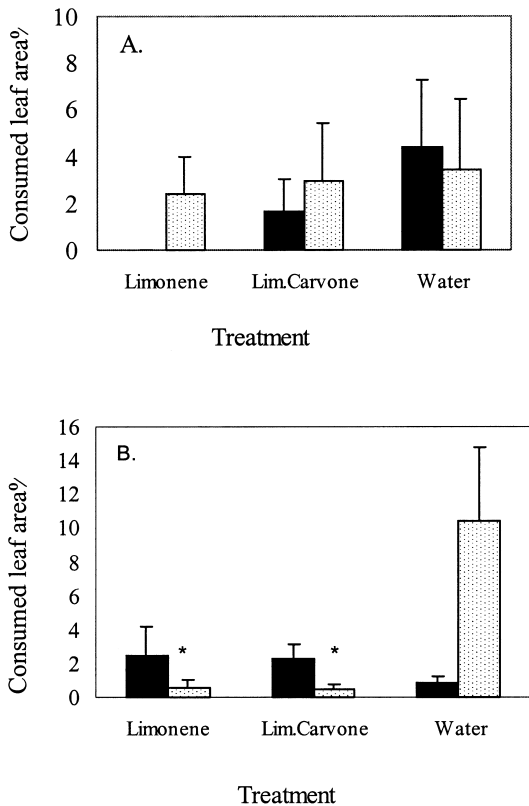 A.
Consumed leaf area%
10
8
6
4
2
0
Limonene Lim.Carvone Water
Treatment
B.
Consumed leaf area%
16
14
12
10
8
6
4
2
0
* *
Limonene Lim.Carvone Water
Treatment